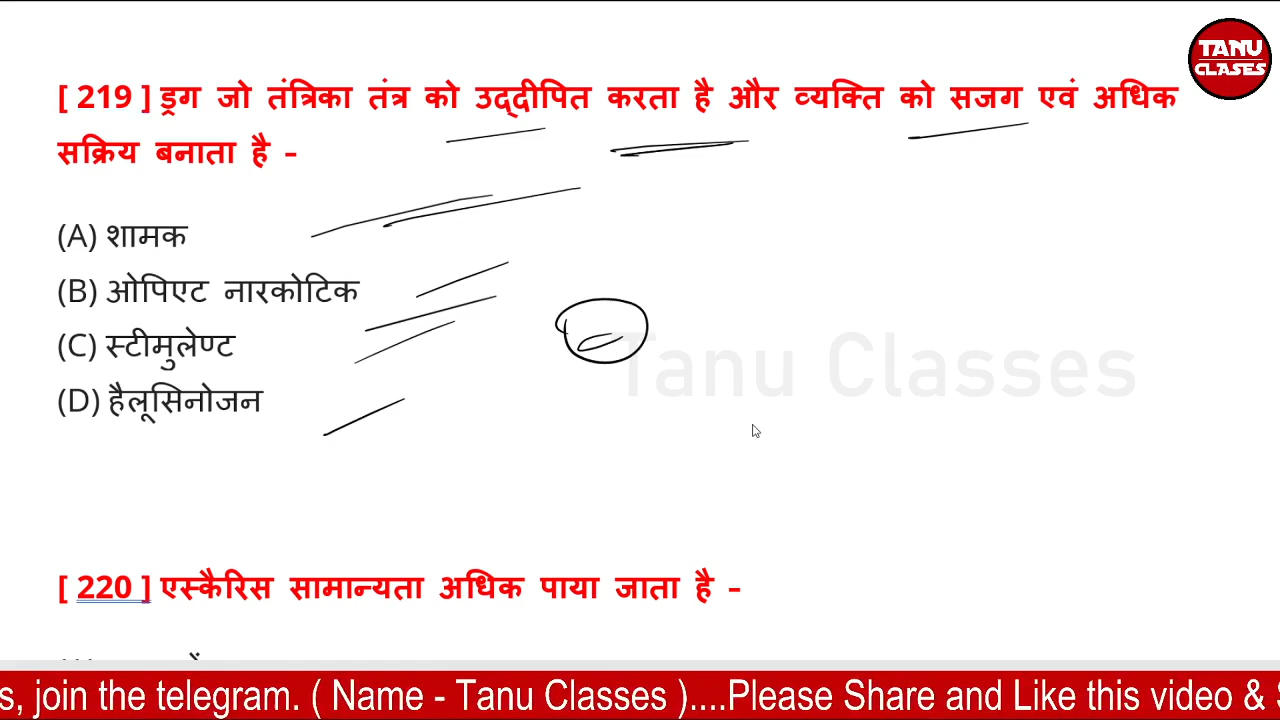 TANU
CLASES
[ 219 ] ड्रग जो तंत्रिका तंत्र को उद्दीपित करता है और व्यक्ति को सजग एवं अधिक
सक्रिय बनाता है –
(A) शामक
(B) ओपिएट नारकोटिक
(C) स्टीमुलेण्ट
(D) हैलूसिनोजन
Tanu Classes
[ 220 ] एस्कैरिस सामान्यता अधिक पाया जाता है –
s, join the telegram. ( Name - Tanu Classes )....Please Share and Like this video &